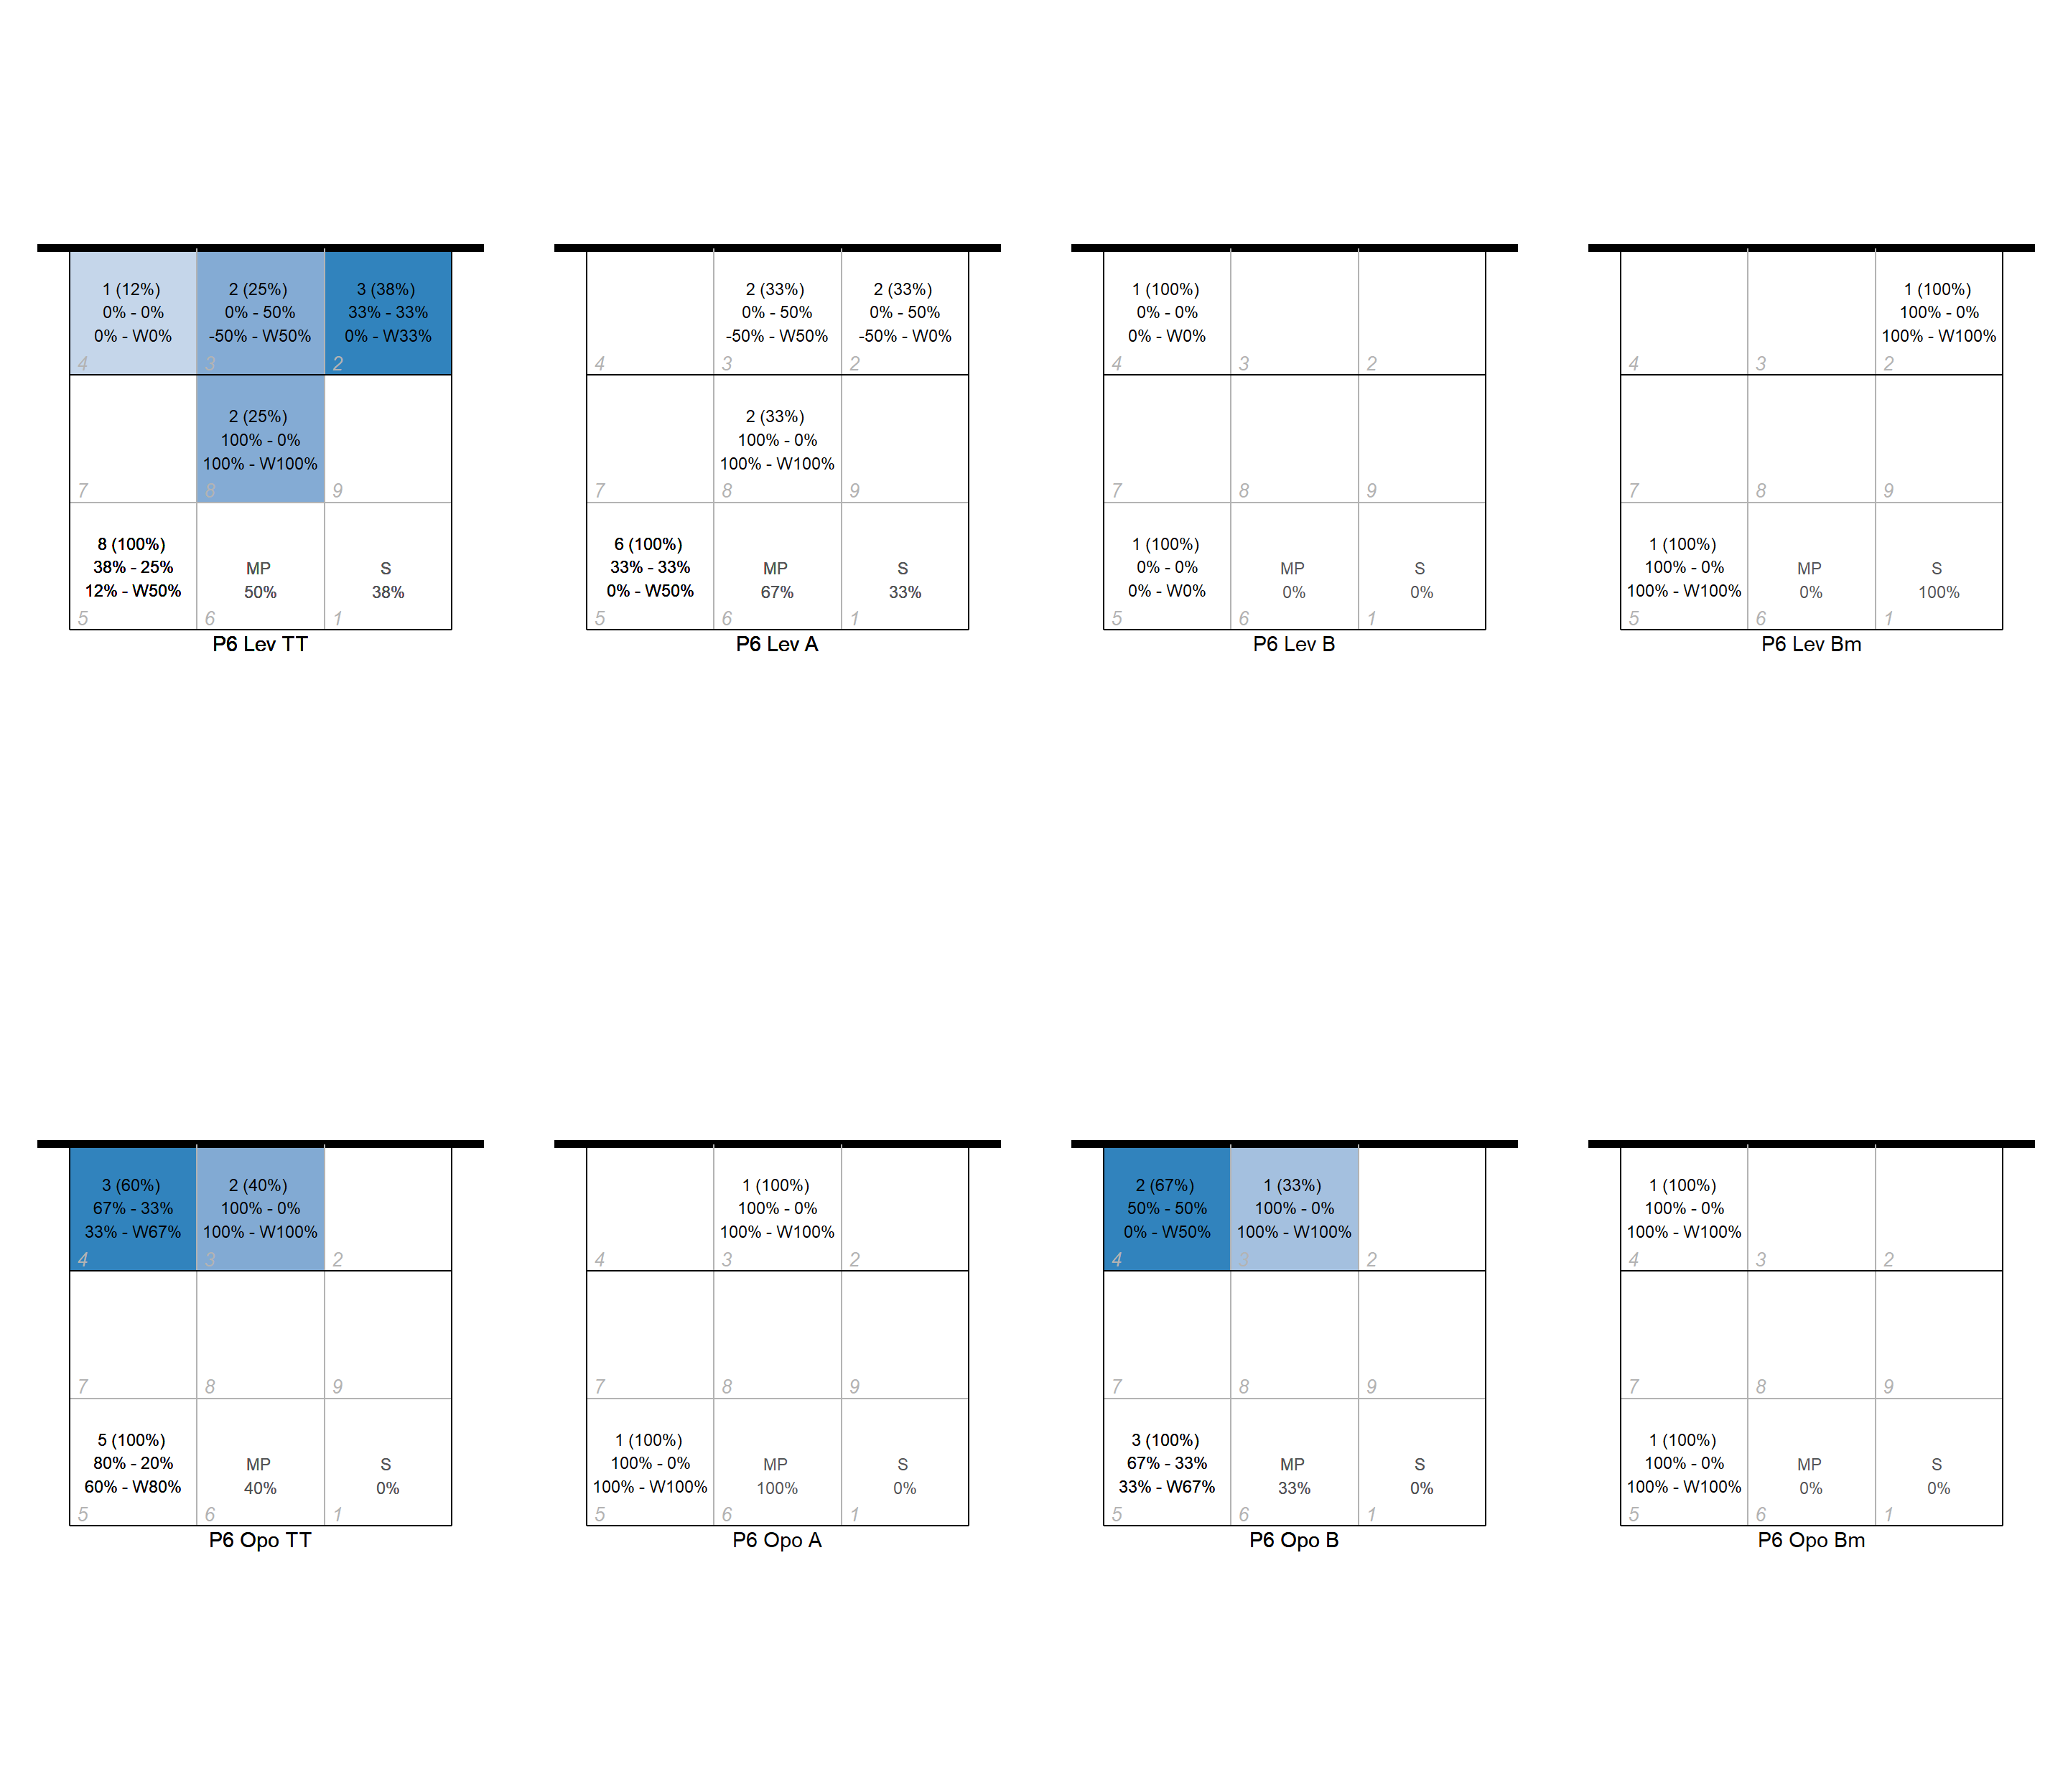 1 (12%)
0% - 0%
0% - W0%
4
2 (25%)
0% - 50%
-50% - W50%
3
3 (38%)
33% - 33%
0% - W33%
2
7
2 (25%)
100% - 0%
100% - W100%
8
9
8 (100%)
38% - 25%
12% - W50%
5
MP
50%
6
S
38%
1
P6 Lev TT
4
2 (33%)
0% - 50%
-50% - W50%
3
2 (33%)
0% - 50%
-50% - W0%
2
7
2 (33%)
100% - 0%
100% - W100%
8
9
6 (100%)
33% - 33%
0% - W50%
5
MP
67%
6
S
33%
1
P6 Lev A
1 (100%)
0% - 0%
0% - W0%
4
3
2
7
8
9
1 (100%)
0% - 0%
0% - W0%
5
MP
0%
6
S
0%
1
P6 Lev B
4
3
1 (100%)
100% - 0%
100% - W100%
2
7
8
9
1 (100%)
100% - 0%
100% - W100%
5
MP
0%
6
S
100%
1
P6 Lev Bm
3 (60%)
67% - 33%
33% - W67%
4
2 (40%)
100% - 0%
100% - W100%
3
2
7
8
9
5 (100%)
80% - 20%
60% - W80%
5
MP
40%
6
S
0%
1
P6 Opo TT
4
1 (100%)
100% - 0%
100% - W100%
3
2
7
8
9
1 (100%)
100% - 0%
100% - W100%
5
MP
100%
6
S
0%
1
P6 Opo A
2 (67%)
50% - 50%
0% - W50%
4
1 (33%)
100% - 0%
100% - W100%
3
2
7
8
9
3 (100%)
67% - 33%
33% - W67%
5
MP
33%
6
S
0%
1
P6 Opo B
1 (100%)
100% - 0%
100% - W100%
4
3
2
7
8
9
1 (100%)
100% - 0%
100% - W100%
5
MP
0%
6
S
0%
1
P6 Opo Bm